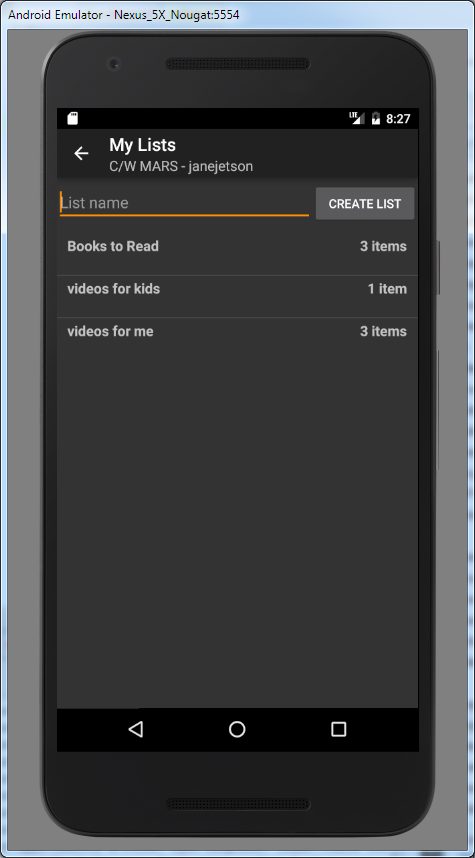 Android Emulator - Nexus_5X_Nougat:5554
LTE 8:27
My Lists
C/W MARS - janejetson
List name CREATE LIST
Books to Read 3 items
videos for kids 1 item
videos for me 3 items